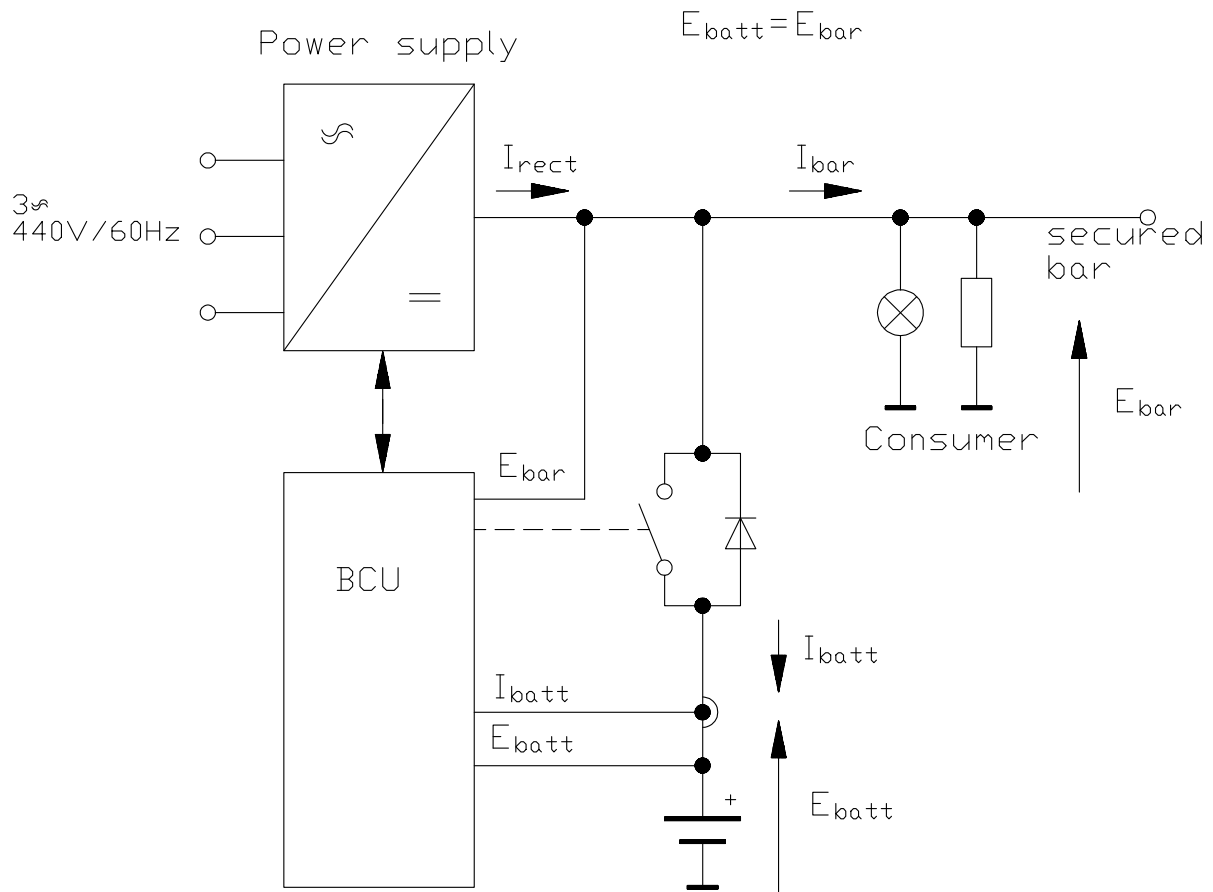 E_batt=E_bar
Power supply
I_rect
I_bar
3~
440V/60Hz
secured
bar
E_bar
Consumer
E_bar
BCU
I_batt
I_batt
E_batt
+
E_batt